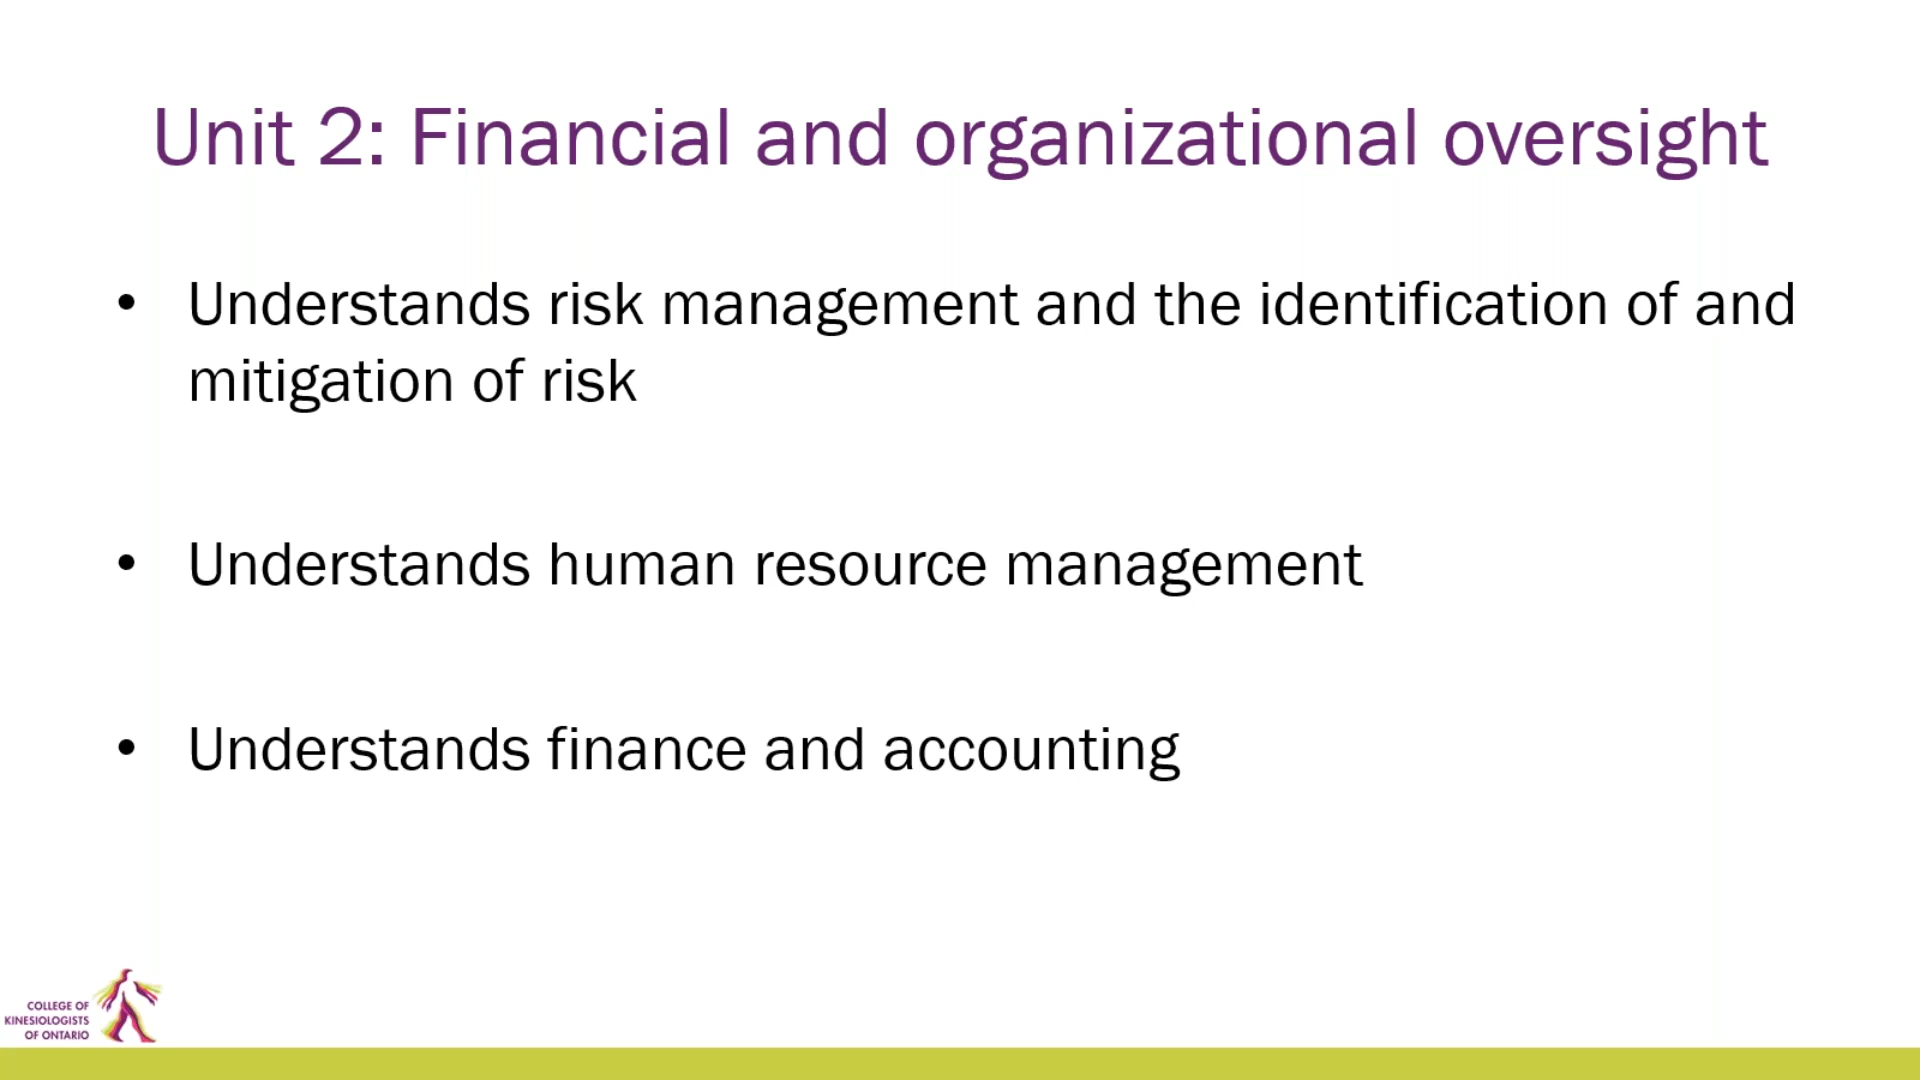 Unit 2: Financial and organizational oversight
• Understands risk management and the identification of and
mitigation of risk
• Understands human resource management
• Understands finance and accounting
COLLEGE OF
KINESIOLOGISTS
OF ONTARIO